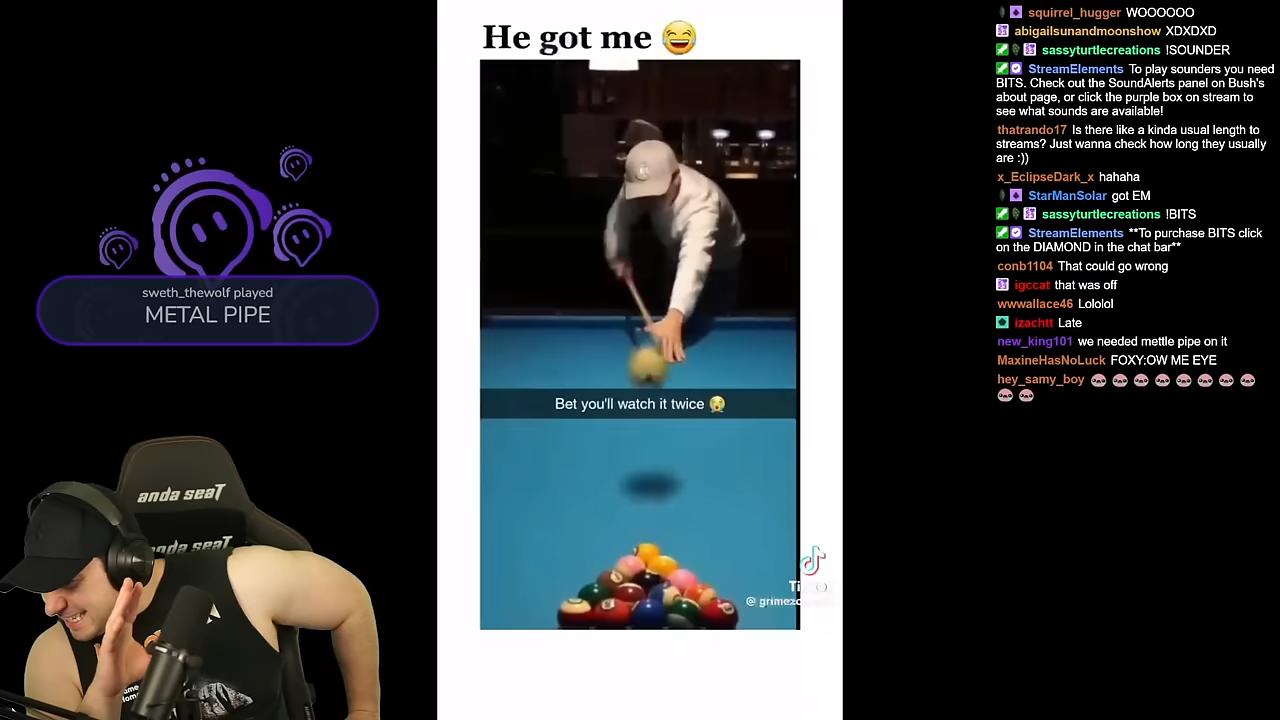 sweth_thewolf played
METAL PIPE
anda seaT
anda seaT
He got me 😂
Bet you'll watch it twice 😭
squirrel_hugger WOOOOOO
abigailsunandmoonshow XDXDXD
sassyturtlecreations !SOUNDER
StreamElements To play sounders you need
BITS. Check out the SoundAlerts panel on Bush's
about page, or click the purple box on stream to
see what sounds are available!
thatrando17 Is there like a kinda usual length to
streams? Just wanna check how long they usually
are :))
x_EclipseDark_x hahaha
StarManSolar got EM
sassyturtlecreations !BITS
StreamElements **To purchase BITS click
on the DIAMOND in the chat bar**
conb1104 That could go wrong
igccat that was off
wwwallace46 Lololol
izachtt Late
new_king101 we needed mettle pipe on it
MaxineHasNoLuck FOXY:OW ME EYE
hey_samy_boy